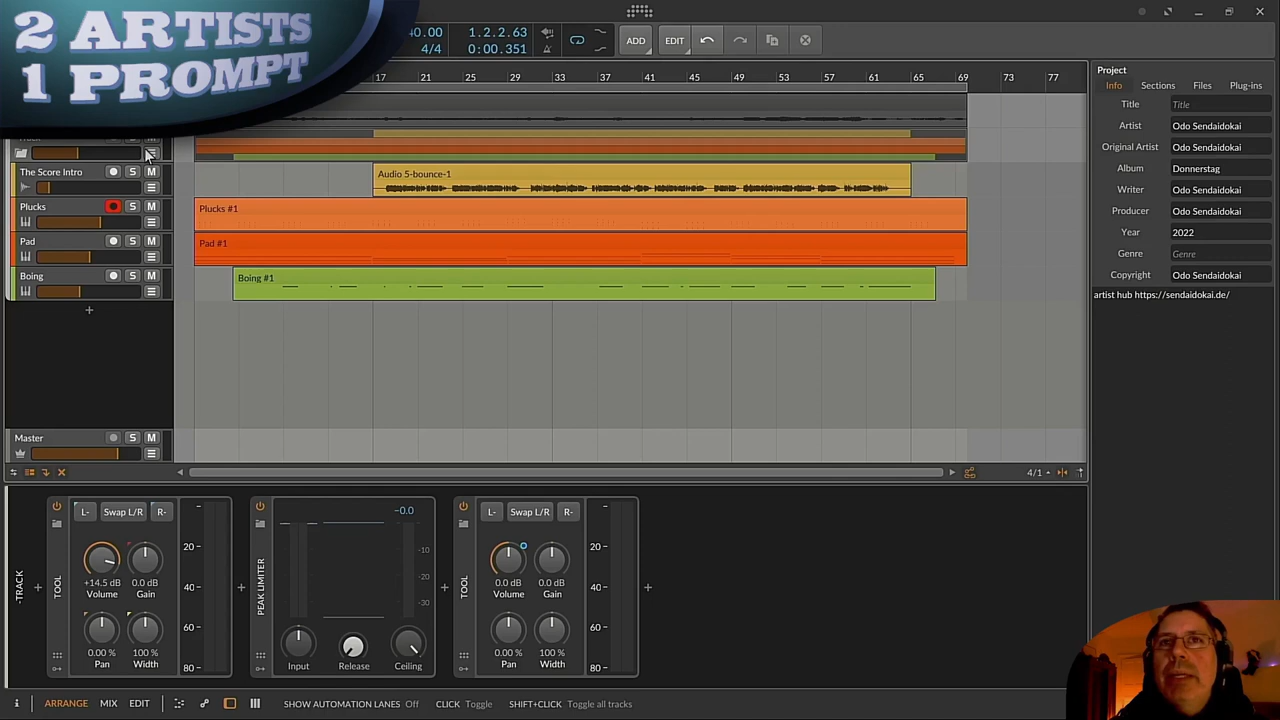 2 ARTISTS
1 PROMPT
40.00
4/4
1.2.2.63
0:00.351
ADD
EDIT
17 21 25 29 33 37 41 45 49 53 57 61 65 69 73 77
The Score Intro S M
Audio 5-bounce-1
Plucks S M
Plucks #1
Pad S M
Pad #1
Boing S M
Boing #1
Master S M
4/1
Project
Info Sections Files Plug-ins
Title Title
Artist Odo Sendaidokai
Original Artist Odo Sendaidokai
Album Donnerstag
Writer Odo Sendaidokai
Producer Odo Sendaidokai
Year 2022
Genre Genre
Copyright Odo Sendaidokai
artist hub https://sendaidokai.de/
-TRACK
TOOL
L- Swap L/R R-
+14.5 dB 0.0 dB
Volume Gain
0.00 % 100 %
Pan Width
20
40
60
80
PEAK LIMITER
-0.0
-10
-20
-30
Input Release Ceiling
TOOL
L- Swap L/R R-
0.0 dB 0.0 dB
Volume Gain
0.00 % 100 %
Pan Width
20
40
60
80
ARRANGE MIX EDIT
SHOW AUTOMATION LANES Off CLICK Toggle SHIFT+CLICK Toggle all tracks